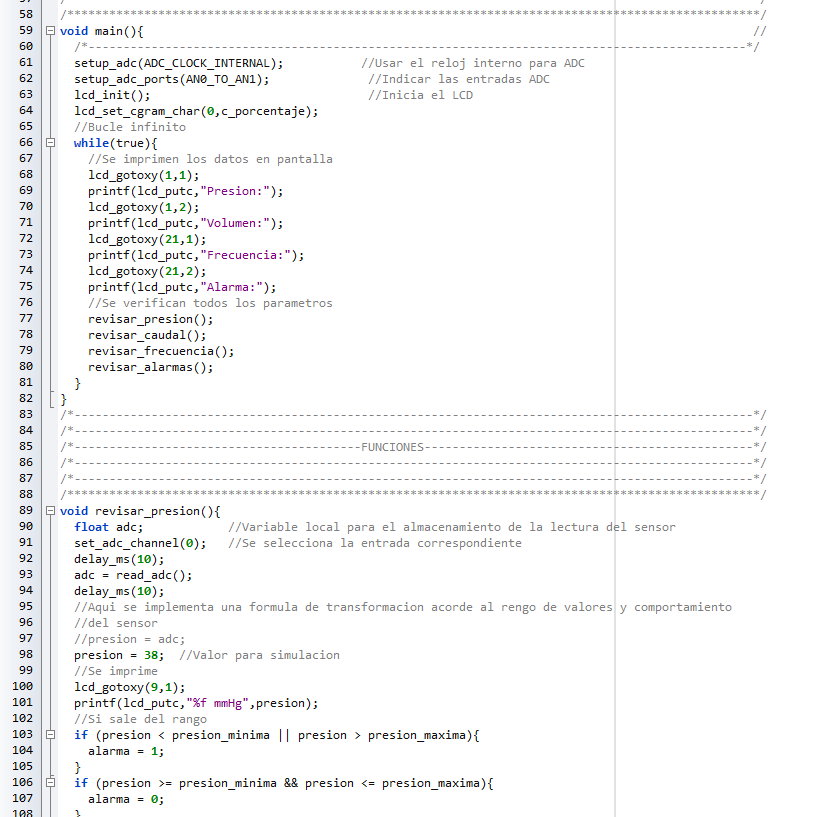 58 /**************************************************************************************************/
59 void main(){ //
60 /*----------------------------------------------------------------------------------------------*/
61 setup_adc(ADC_CLOCK_INTERNAL); //Usar el reloj interno para ADC
62 setup_adc_ports(AN0_TO_AN1); //Indicar las entradas ADC
63 lcd_init(); //Inicia el LCD
64 lcd_set_cgram_char(0,c_porcentaje);
65 //Bucle infinito
66 while(true){
67 //Se imprimen los datos en pantalla
68 lcd_gotoxy(1,1);
69 printf(lcd_putc,"Presion:");
70 lcd_gotoxy(1,2);
71 printf(lcd_putc,"Volumen:");
72 lcd_gotoxy(21,1);
73 printf(lcd_putc,"Frecuencia:");
74 lcd_gotoxy(21,2);
75 printf(lcd_putc,"Alarma:");
76 //Se verifican todos los parametros
77 revisar_presion();
78 revisar_caudal();
79 revisar_frecuencia();
80 revisar_alarmas();
81 }
82 }
83 /*------------------------------------------------------------------------------------------------*/
84 /*------------------------------------------------------------------------------------------------*/
85 /*-----------------------------------------FUNCIONES-----------------------------------------------*/
86 /*------------------------------------------------------------------------------------------------*/
87 /*------------------------------------------------------------------------------------------------*/
88 /**************************************************************************************************/
89 void revisar_presion(){
90 float adc; //Variable local para el almacenamiento de la lectura del sensor
91 set_adc_channel(0); //Se selecciona la entrada correspondiente
92 delay_ms(10);
93 adc = read_adc();
94 delay_ms(10);
95 //Aqui se implementa una formula de transformacion acorde al rengo de valores y comportamiento
96 //del sensor
97 //presion = adc;
98 presion = 38; //Valor para simulacion
99 //Se imprime
100 lcd_gotoxy(9,1);
101 printf(lcd_putc,"%f mmHg",presion);
102 //Si sale del rango
103 if (presion < presion_minima || presion > presion_maxima){
104 alarma = 1;
105 }
106 if (presion >= presion_minima && presion <= presion_maxima){
107 alarma = 0;
108 }